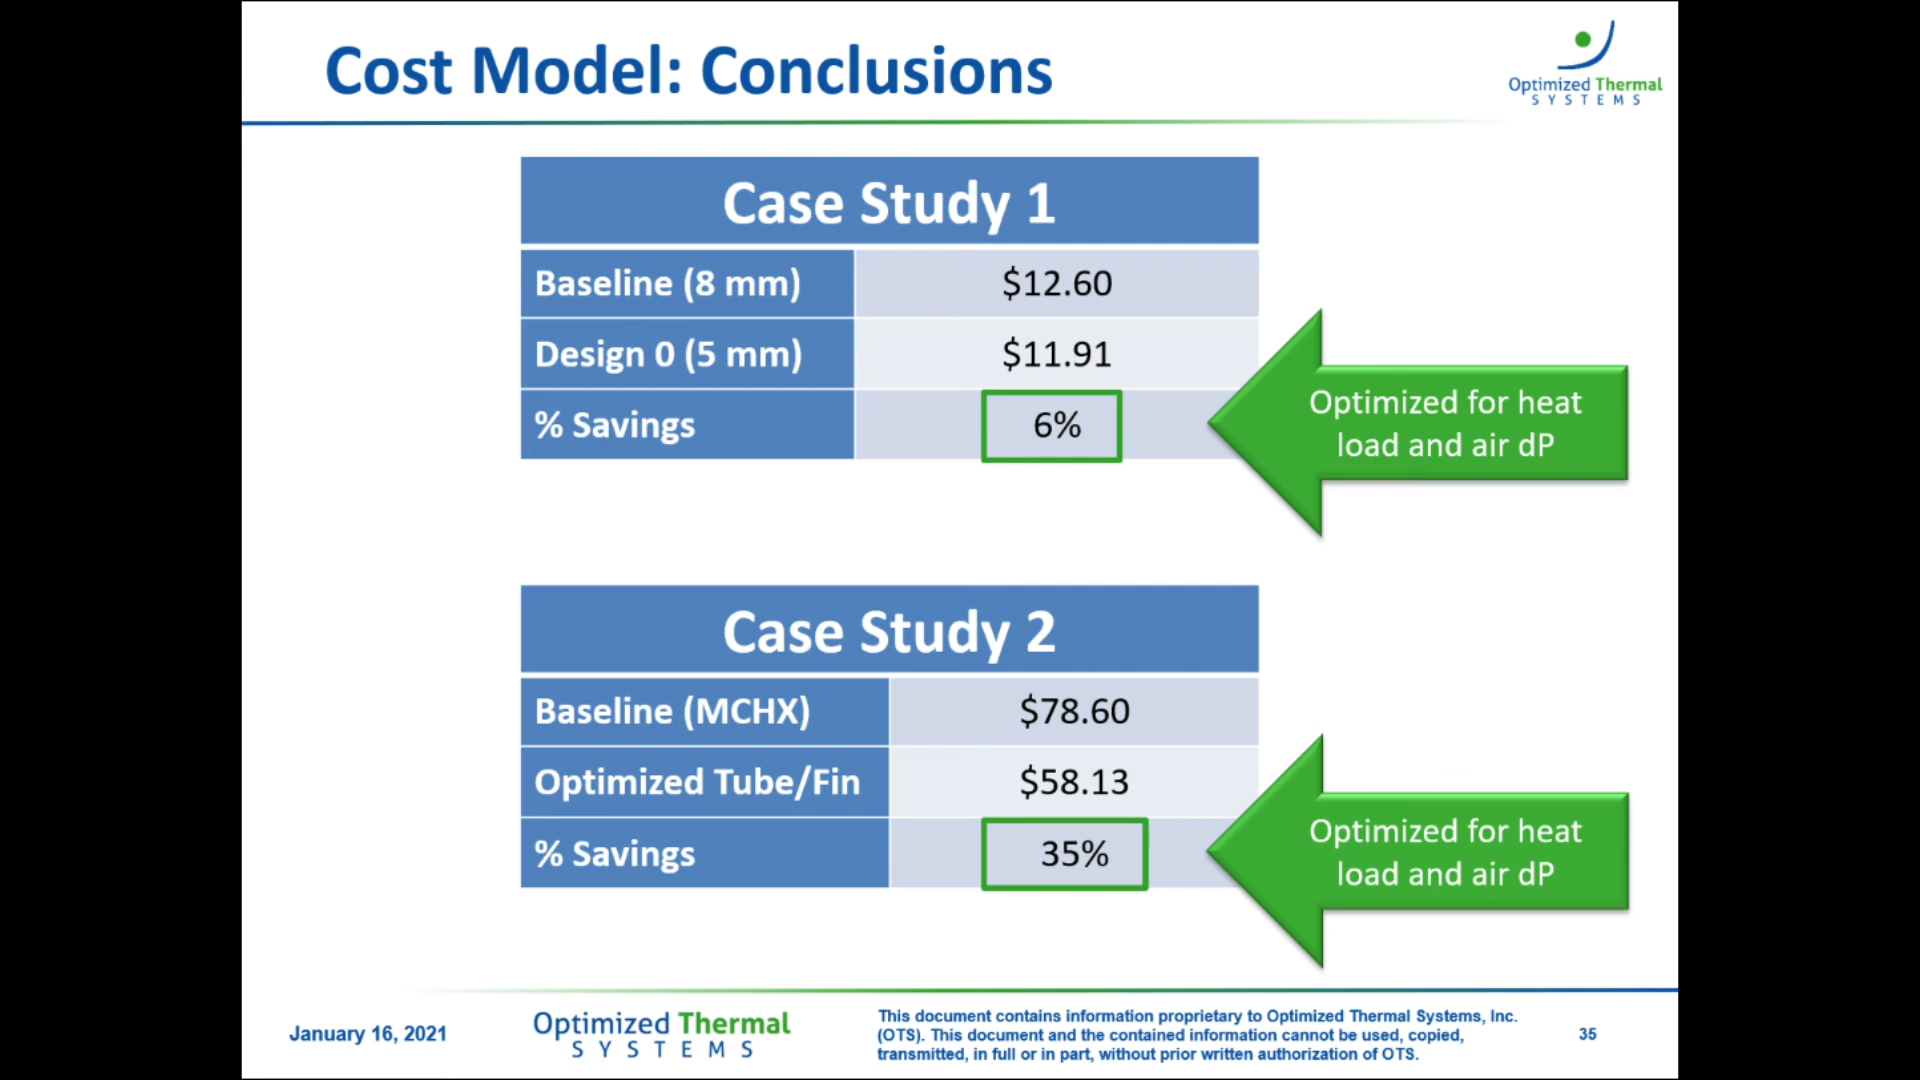 Cost Model: Conclusions
Optimized Thermal
SYSTEMS
Case Study 1
Baseline (8 mm) $12.60
Design 0 (5 mm) $11.91
% Savings 6%
Optimized for heat
load and air dP
Case Study 2
Baseline (MCHX) $78.60
Optimized Tube/Fin $58.13
% Savings 35%
Optimized for heat
load and air dP
January 16, 2021
Optimized Thermal
SYSTEMS
This document contains information proprietary to Optimized Thermal Systems, Inc.
(OTS). This document and the contained information cannot be used, copied,
transmitted, in full or in part, without prior written authorization of OTS.
35